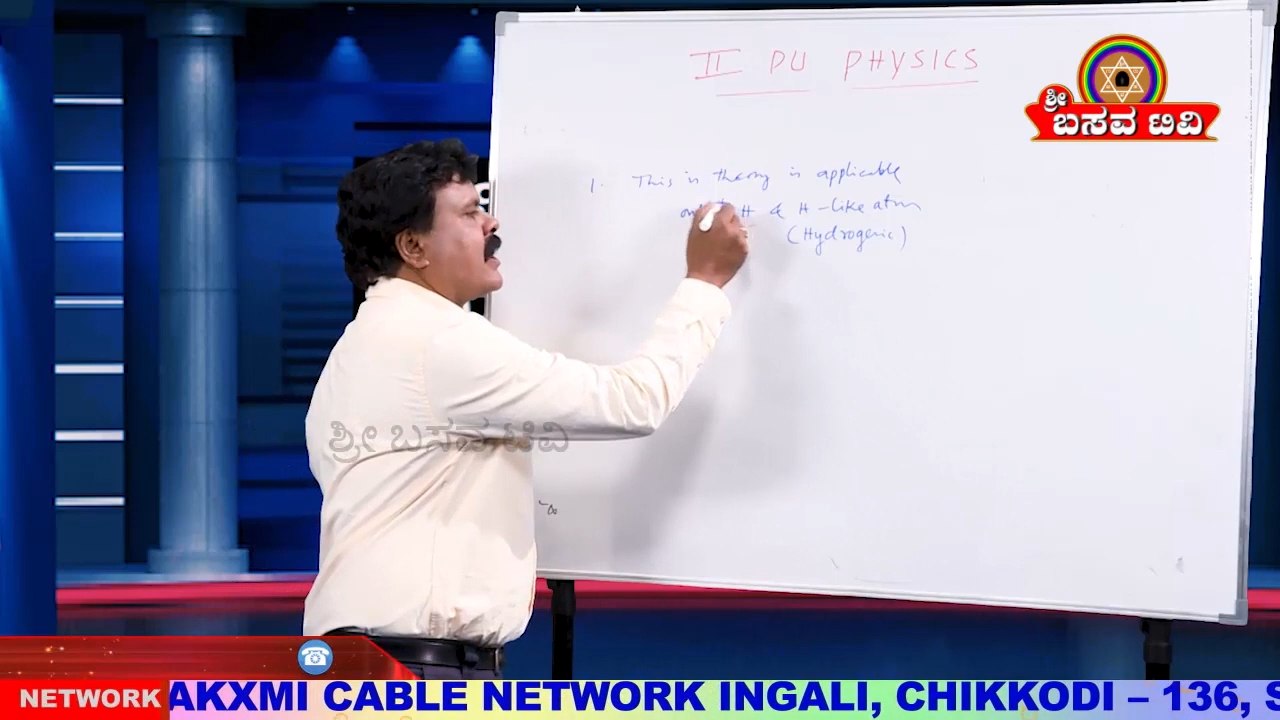 II PU PHYSICS
ಶ್ರೀ
ಬಸವ ಟಿವಿ
1. This is theory is applicable
H & H-like atom
(Hydrogenic)
ಶ್ರೀ ಬಸವ ಟಿವಿ
NETWORK
AKXMI CABLE NETWORK INGALI, CHIKKODI – 136, S